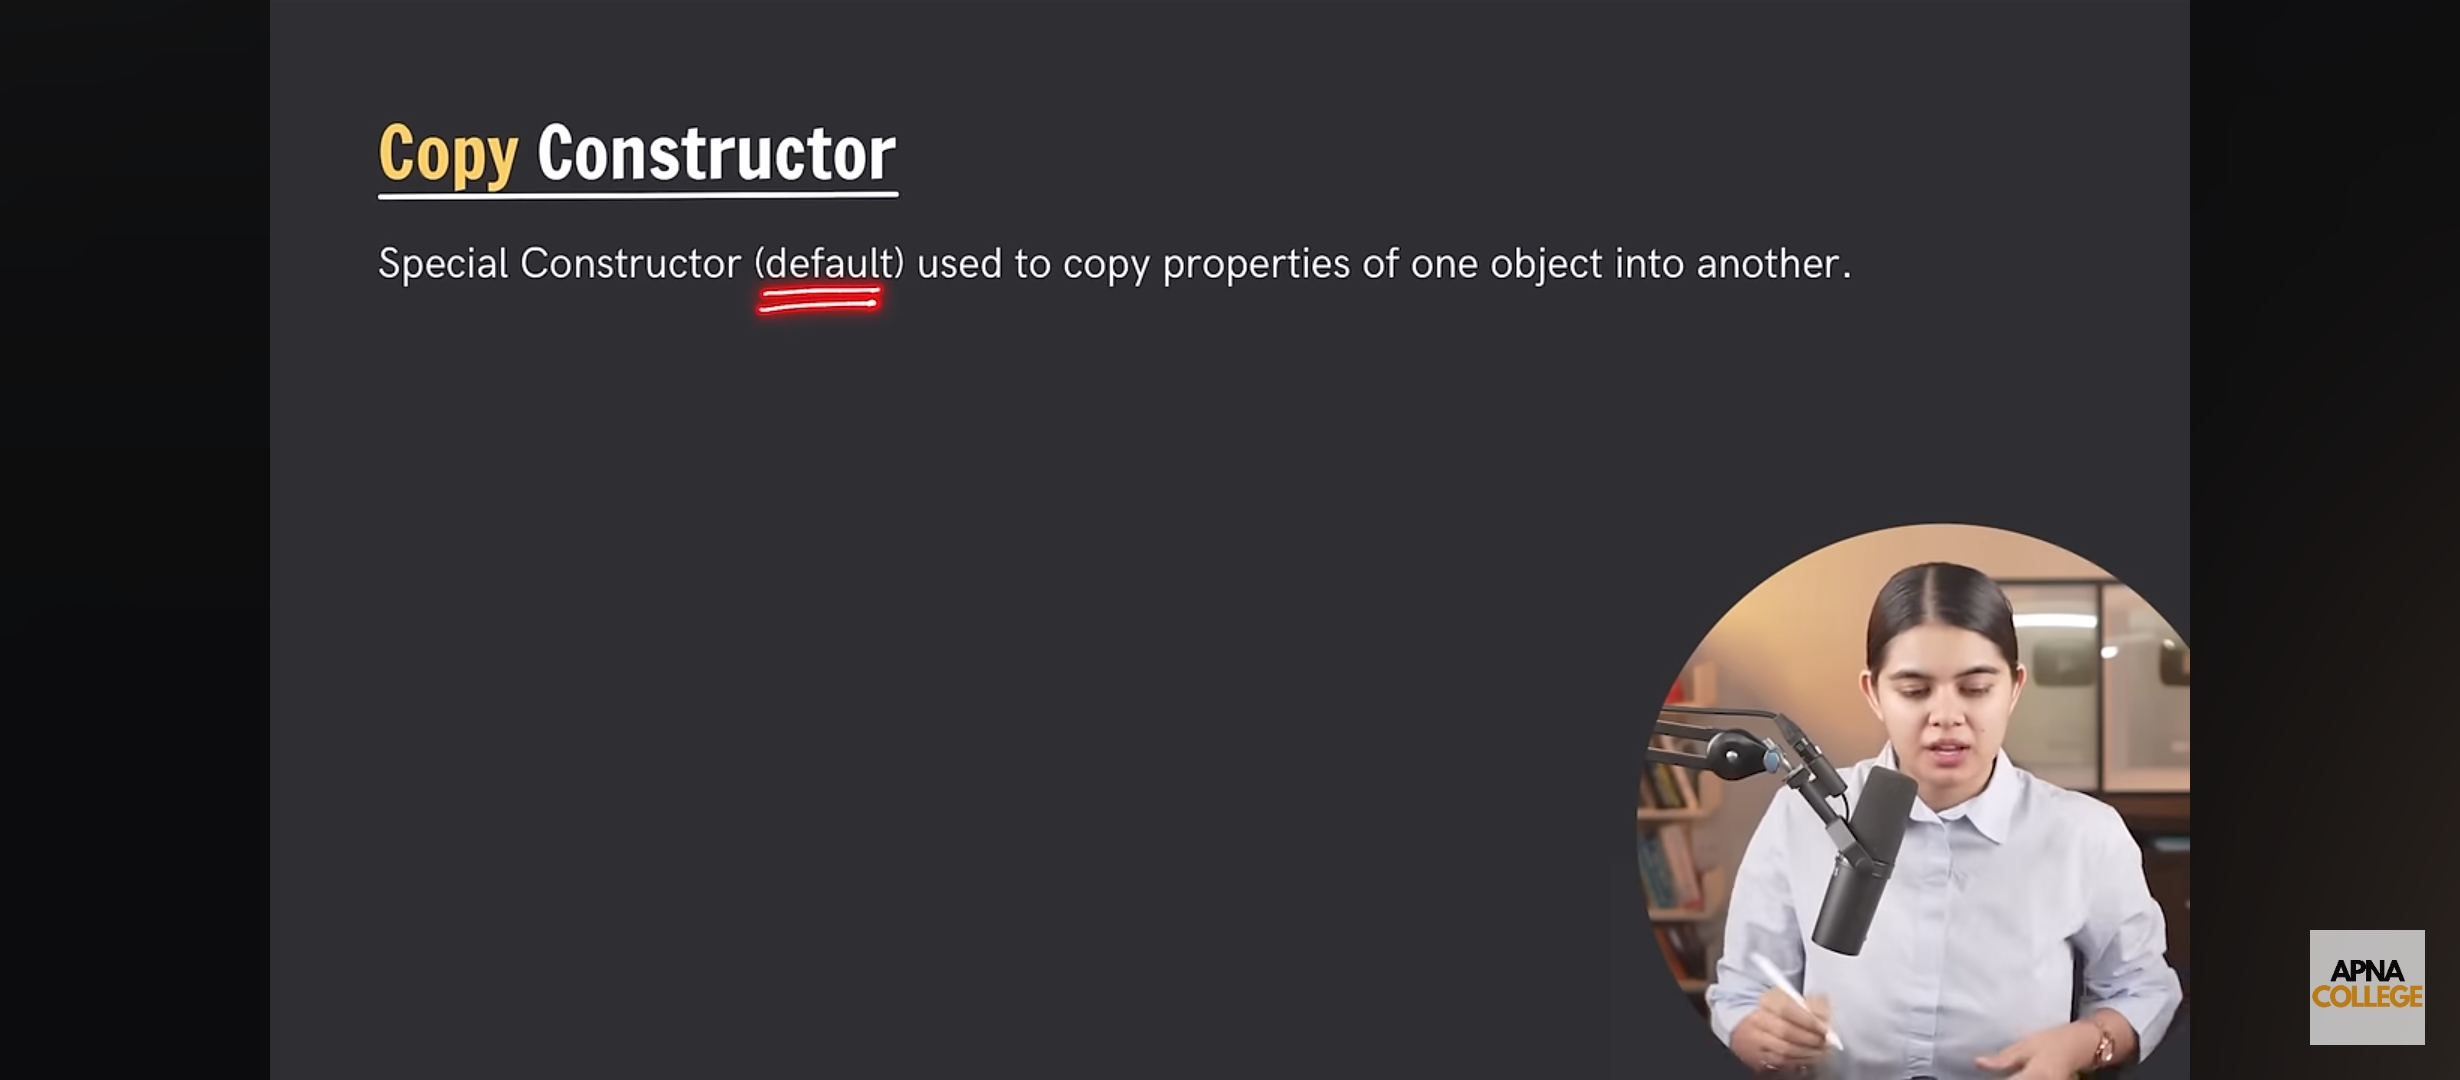 Copy Constructor
Special Constructor (default) used to copy properties of one object into another.
APNA
COLLEGE